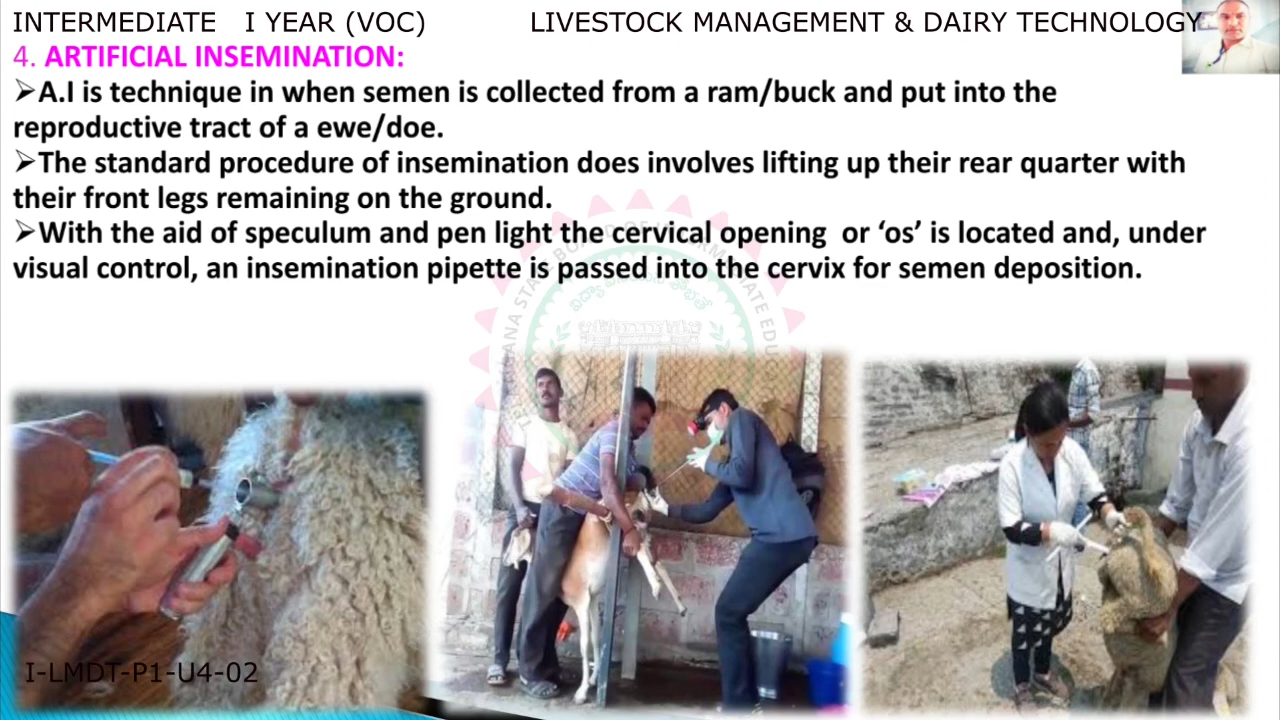 INTERMEDIATE I YEAR (VOC) LIVESTOCK MANAGEMENT & DAIRY TECHNOLOGY
4. ARTIFICIAL INSEMINATION:
➢A.I is technique in when semen is collected from a ram/buck and put into the
reproductive tract of a ewe/doe.
➢The standard procedure of insemination does involves lifting up their rear quarter with
their front legs remaining on the ground.
➢With the aid of speculum and pen light the cervical opening or ‘os’ is located and, under
visual control, an insemination pipette is passed into the cervix for semen deposition.
I-LMDT-P1-U4-02